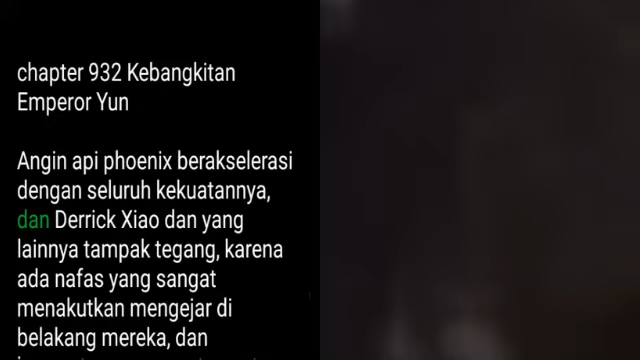 chapter 932 Kebangkitan
Emperor Yun
Angin api phoenix berakselerasi
dengan seluruh kekuatannya,
dan Derrick Xiao dan yang
lainnya tampak tegang, karena
ada nafas yang sangat
menakutkan mengejar di
belakang mereka, dan